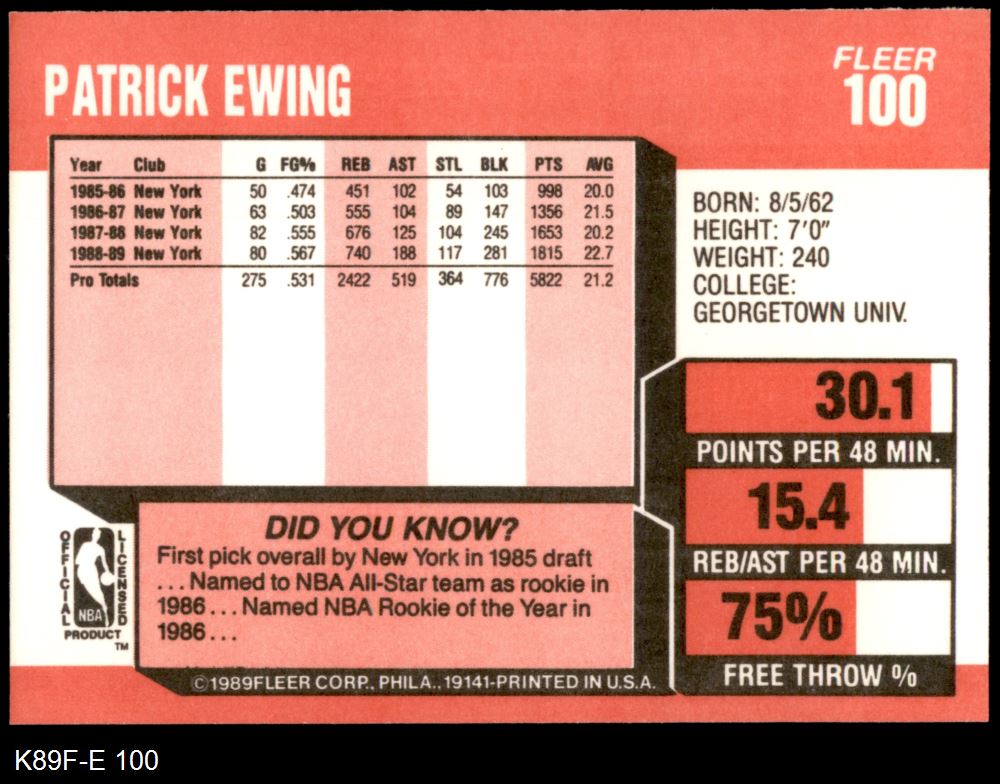 PATRICK EWING
FLEER
100
Year Club G FG% REB AST STL BLK PTS AVG
1985-86 New York 50 .474 451 102 54 103 998 20.0
1986-87 New York 63 .503 555 104 89 147 1356 21.5
1987-88 New York 82 .555 676 125 104 245 1653 20.2
1988-89 New York 80 .567 740 188 117 281 1815 22.7
Pro Totals 275 .531 2422 519 364 776 5822 21.2
BORN: 8/5/62
HEIGHT: 7'0"
WEIGHT: 240
COLLEGE:
GEORGETOWN UNIV.
30.1
POINTS PER 48 MIN.
15.4
REB/AST PER 48 MIN.
75%
FREE THROW %
DID YOU KNOW?
First pick overall by New York in 1985 draft
...Named to NBA All-Star team as rookie in
1986...Named NBA Rookie of the Year in
1986...
OFFICIAL
LICENSED
NBA
PRODUCT
TM
©1989FLEER CORP., PHILA., 19141-PRINTED IN U.S.A.
K89F-E 100